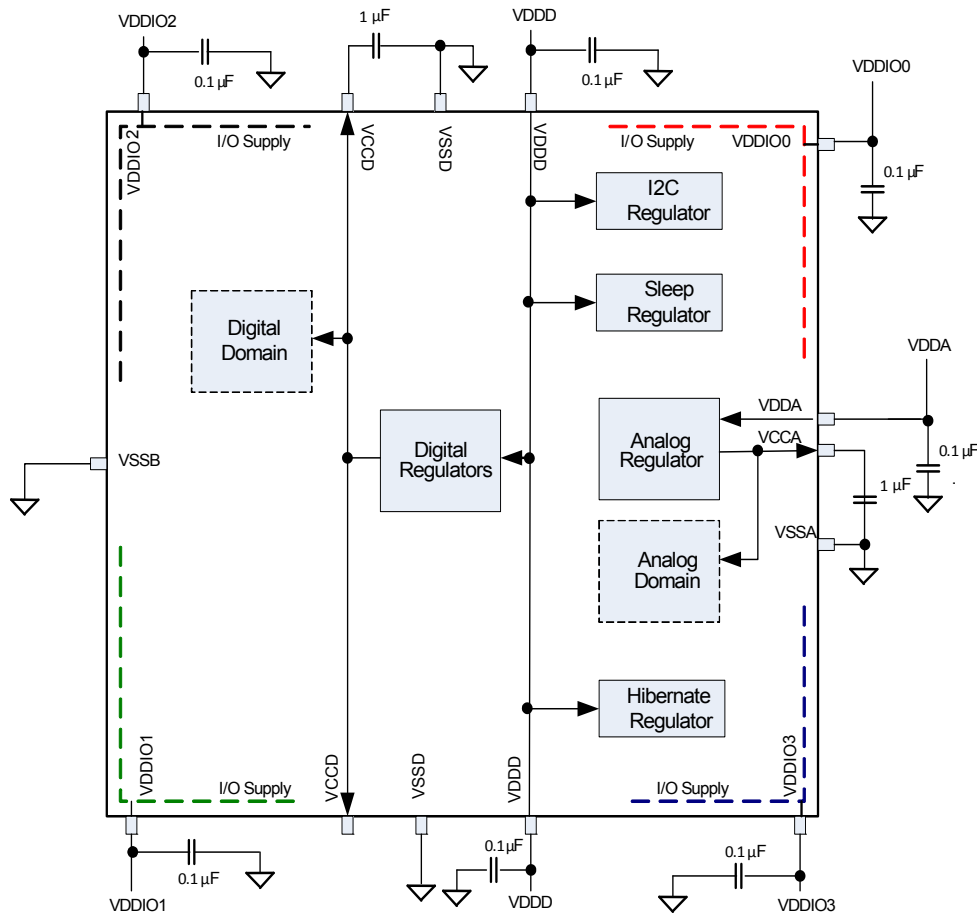 VDDIO2
1 µF
VDDD
0.1 µF
0.1 µF
VDDIO0
0.1 µF
I/O Supply
I/O Supply
VDDIO0
VDDIO2
VCCD
VSSD
VDDD
I2C
Regulator
Sleep
Regulator
Digital
Domain
VDDA
VDDA
Digital
Regulators
Analog
Regulator
VCCA
0.1 µF
.
VSSB
1 µF
VSSA
Analog
Domain
Hibernate
Regulator
VDDIO1
VCCD
VSSD
VDDD
VDDIO3
I/O Supply
I/O Supply
0.1 µF
0.1 µF
0.1 µF
VDDIO1
VDDD
VDDIO3